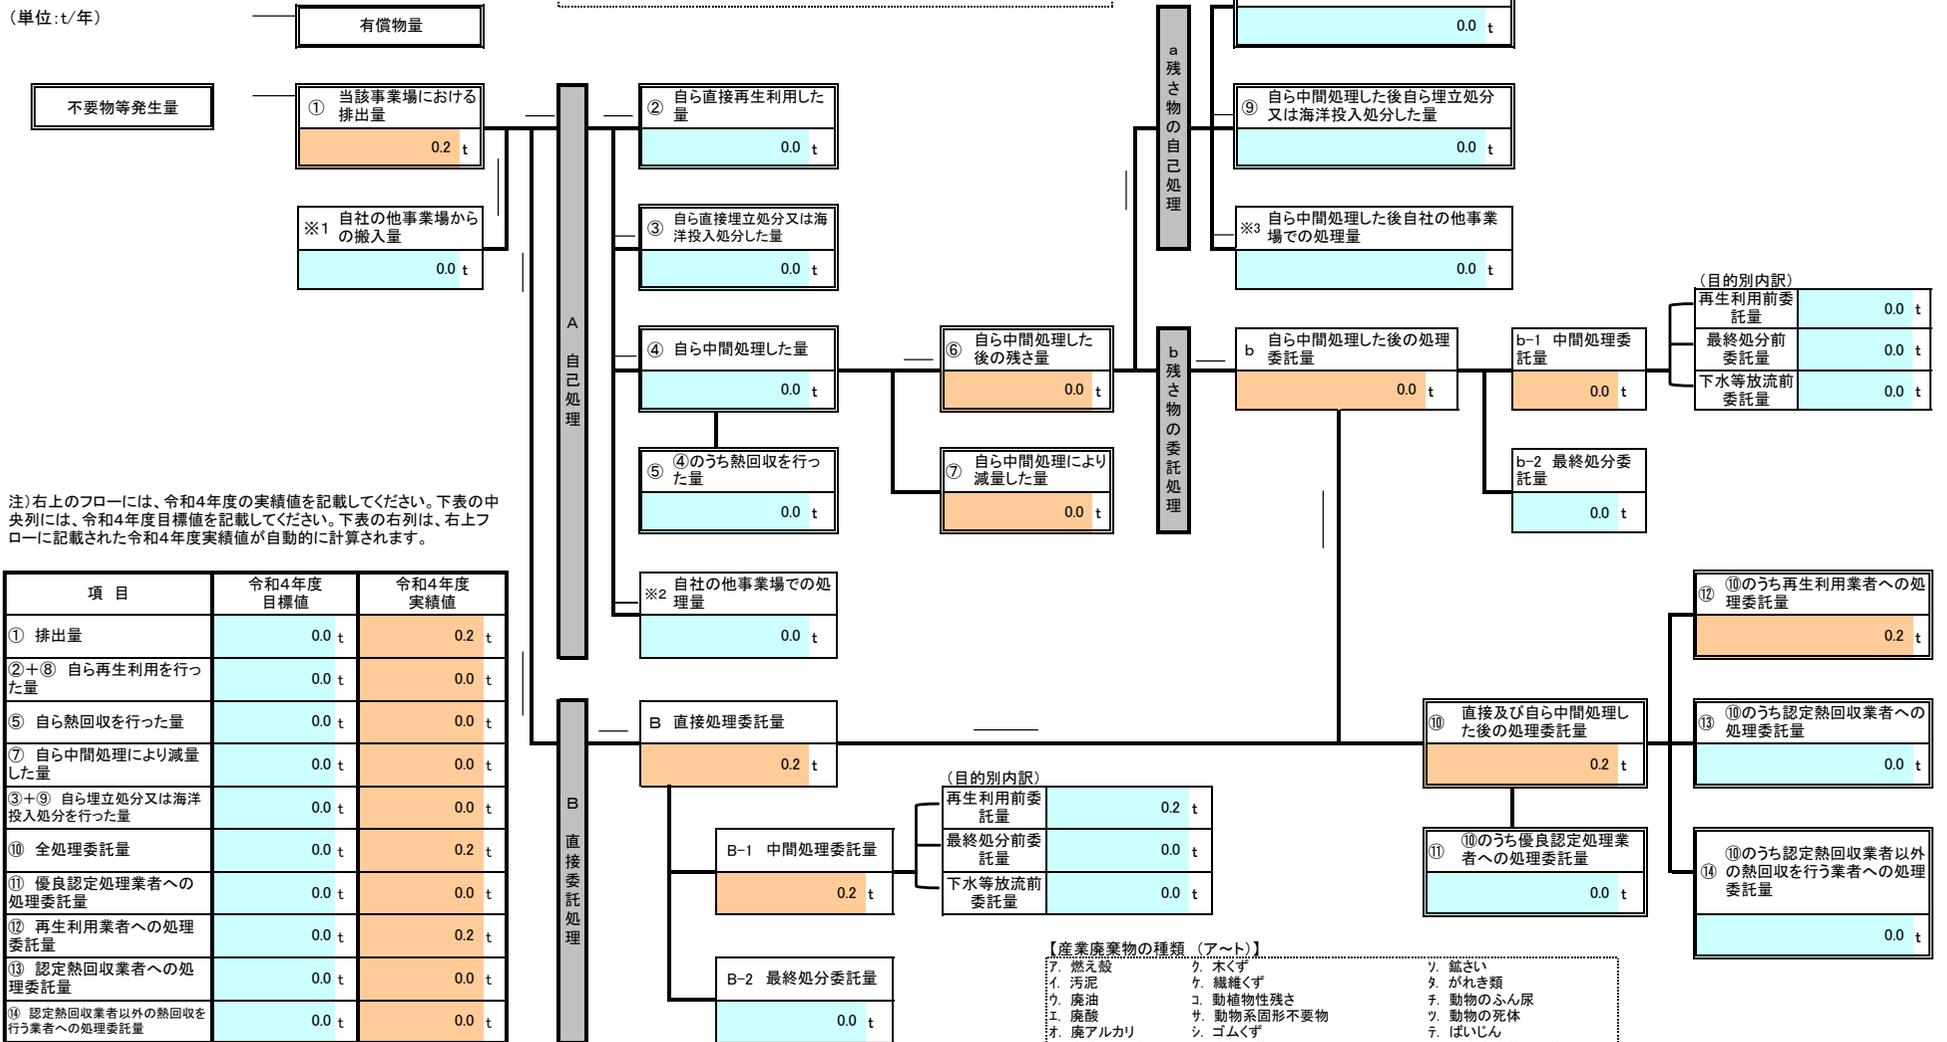 （単位：t/年）
有償物量
0.0 t
不要物等発生量
① 当該事業場における
排出量
0.2 t
※1 自社の他事業場から
の搬入量
0.0 t
A 自己処理
② 自ら直接再生利用した
量
0.0 t
③ 自ら直接埋立処分又は海
洋投入処分した量
0.0 t
④ 自ら中間処理した量
0.0 t
⑤ ④のうち熱回収を行っ
た量
0.0 t
※2 自社の他事業場での処
理量
0.0 t
⑥ 自ら中間処理した
後の残さ量
0.0 t
⑦ 自ら中間処理により
減量した量
0.0 t
a 残さ物の自己処理
⑨ 自ら中間処理した後自ら埋立処分
又は海洋投入処分した量
0.0 t
※3 自ら中間処理した後自社の他事業
場での処理量
0.0 t
b 残さ物の委託処理
b 自ら中間処理した後の処理
委託量
0.0 t
b-1 中間処理委
託量
0.0 t
（目的別内訳）
再生利用前委
託量
0.0 t
最終処分前
委託量
0.0 t
下水等放流前
委託量
0.0 t
b-2 最終処分委
託量
0.0 t
注）右上のフローには、令和4年度の実績値を記載してください。下表の中
央列には、令和4年度目標値を記載してください。下表の右列は、右上フ
ローに記載された令和4年度実績値が自動的に計算されます。
項 目
令和4年度
目標値
令和4年度
実績値
① 排出量 0.0 t 0.2 t
②＋⑧ 自ら再生利用を行っ
た量 0.0 t 0.0 t
⑤ 自ら熱回収を行った量 0.0 t 0.0 t
⑦ 自ら中間処理により減量
した量 0.0 t 0.0 t
③＋⑨ 自ら埋立処分又は海洋
投入処分を行った量 0.0 t 0.0 t
⑩ 全処理委託量 0.0 t 0.2 t
⑪ 優良認定処理業者への
処理委託量 0.0 t 0.0 t
⑫ 再生利用業者への処理
委託量 0.0 t 0.2 t
⑬ 認定熱回収業者への処
理委託量 0.0 t 0.0 t
⑭ 認定熱回収業者以外の熱回収を
行う業者への処理委託量 0.0 t 0.0 t
B 直接委託処理
B 直接処理委託量
0.2 t
B-1 中間処理委託量
0.2 t
（目的別内訳）
再生利用前委
託量
0.2 t
最終処分前委
託量
0.0 t
下水等放流前
委託量
0.0 t
B-2 最終処分委託量
0.0 t
⑩ 直接及び自ら中間処理し
た後の処理委託量
0.2 t
⑪ ⑩のうち優良認定処理業
者への処理委託量
0.0 t
⑫ ⑩のうち再生利用業者への処
理委託量
0.2 t
⑬ ⑩のうち認定熱回収業者への
処理委託量
0.0 t
⑭ ⑩のうち認定熱回収業者以外
の熱回収を行う業者への処理
委託量
0.0 t
【産業廃棄物の種類 （ア～ト）】
ア． 燃え殻 ク． 木くず ソ． 鉱さい
イ． 汚泥 ケ． 繊維くず タ． がれき類
ウ． 廃油 コ． 動植物性残さ チ． 動物のふん尿
エ． 廃酸 サ． 動物系固形不要物 ツ． 動物の死体
オ． 廃アルカリ シ． ゴムくず テ． ばいじん